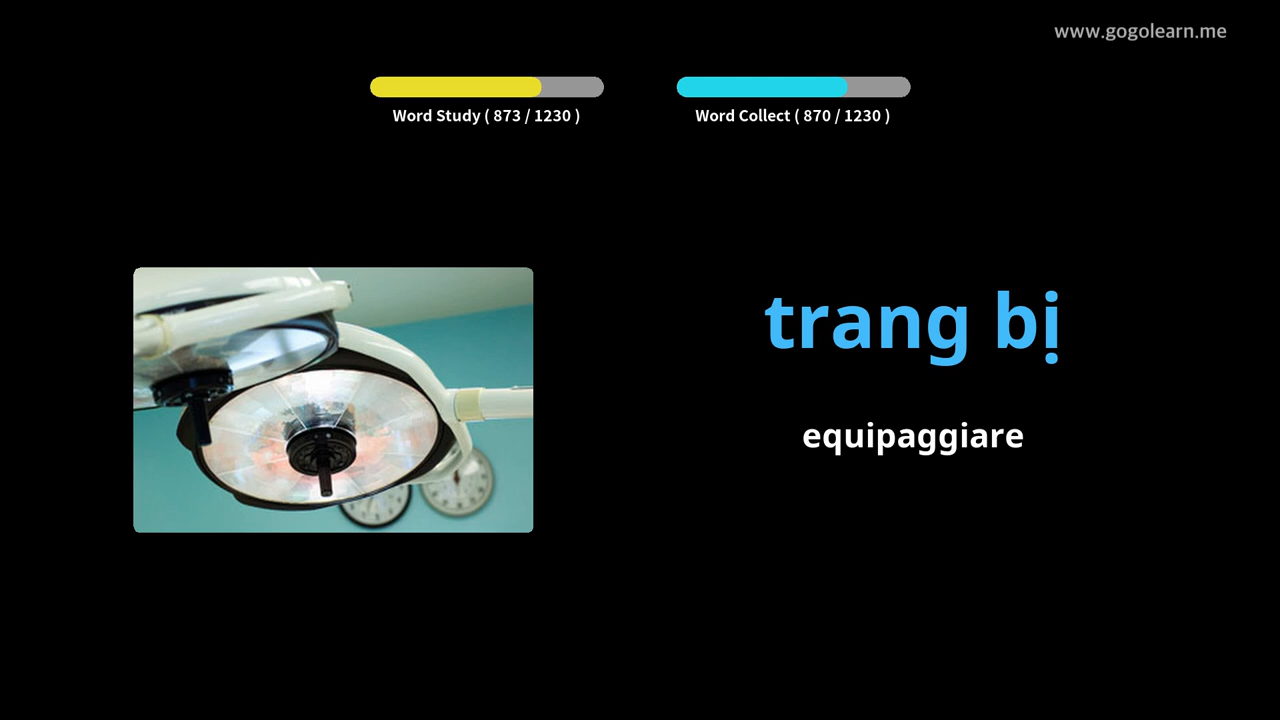 www.gogolearn.me
Word Study ( 873 / 1230 )
Word Collect ( 870 / 1230 )
trang bị
equipaggiare